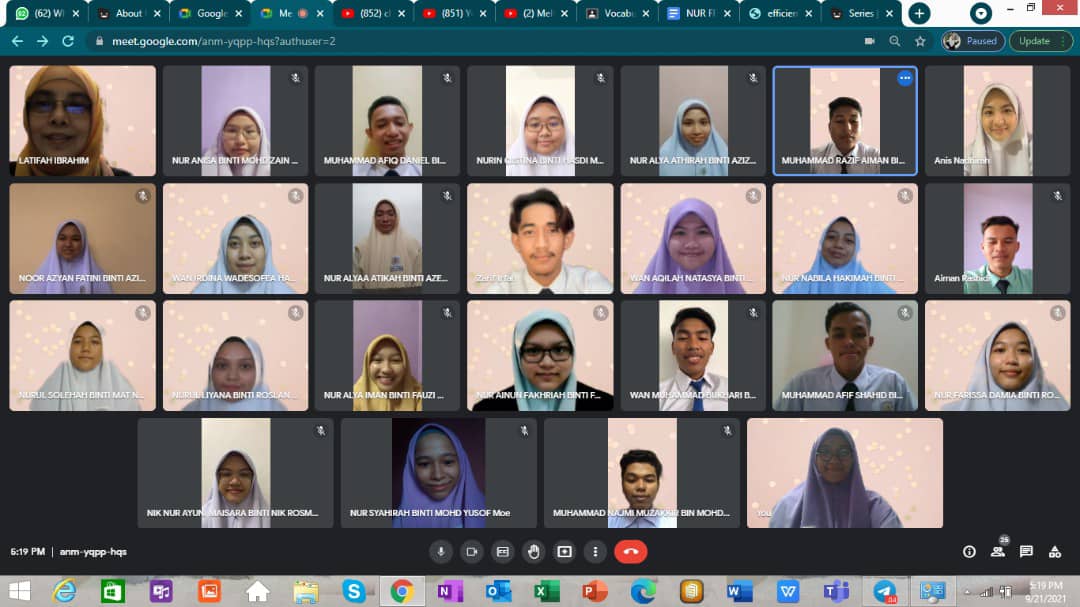 (62) W
About
Google
Me
(852) c
(851) Y
(2) Mel
Vocabu
NUR F
efficien
Series |
meet.google.com/anm-yqpp-hqs?authuser=2
Paused
Update
LATIFAH IBRAHIM
NUR ANISA BINTI MOHD ZAIN ...
MUHAMMAD AFIQ DANIEL BI...
NURIN QISTINA BINTI HASDI M...
NUR ALYA ATHIRAH BINTI AZIZ...
MUHAMMAD RAZIF AIMAN BI...
Anis Nadhirah
NOOR AZYAN FATINI BINTI AZI...
WAN IRDINA WADESOFEA HA...
NUR ALYAA ATIKAH BINTI AZE...
Zarif Irfan
WAN AQILAH NATASYA BINTI...
NUR NABILA HAKIMAH BINTI
Aiman Rashid
NURUL SOLEHAH BINTI MAT N...
NURUL LIYANA BINTI ROSLAN ...
NUR ALYA IMAN BINTI FAUZI ...
NUR AINUN FAKHRIAH BINTI F...
WAN MUHAMMAD BUKHARI B...
MUHAMMAD AFIF SHAHID BI...
NUR FARISSA DAMIA BINTI RO...
NIK NUR AYUNI MAISARA BINTI NIK ROSM...
NUR SYAHIRAH BINTI MOHD YUSOF Moe
MUHAMMAD NAJMI MUZAKKIR BIN MOHD...
You
5:19 PM | anm-yqpp-hqs
25
5:19 PM
9/21/2021